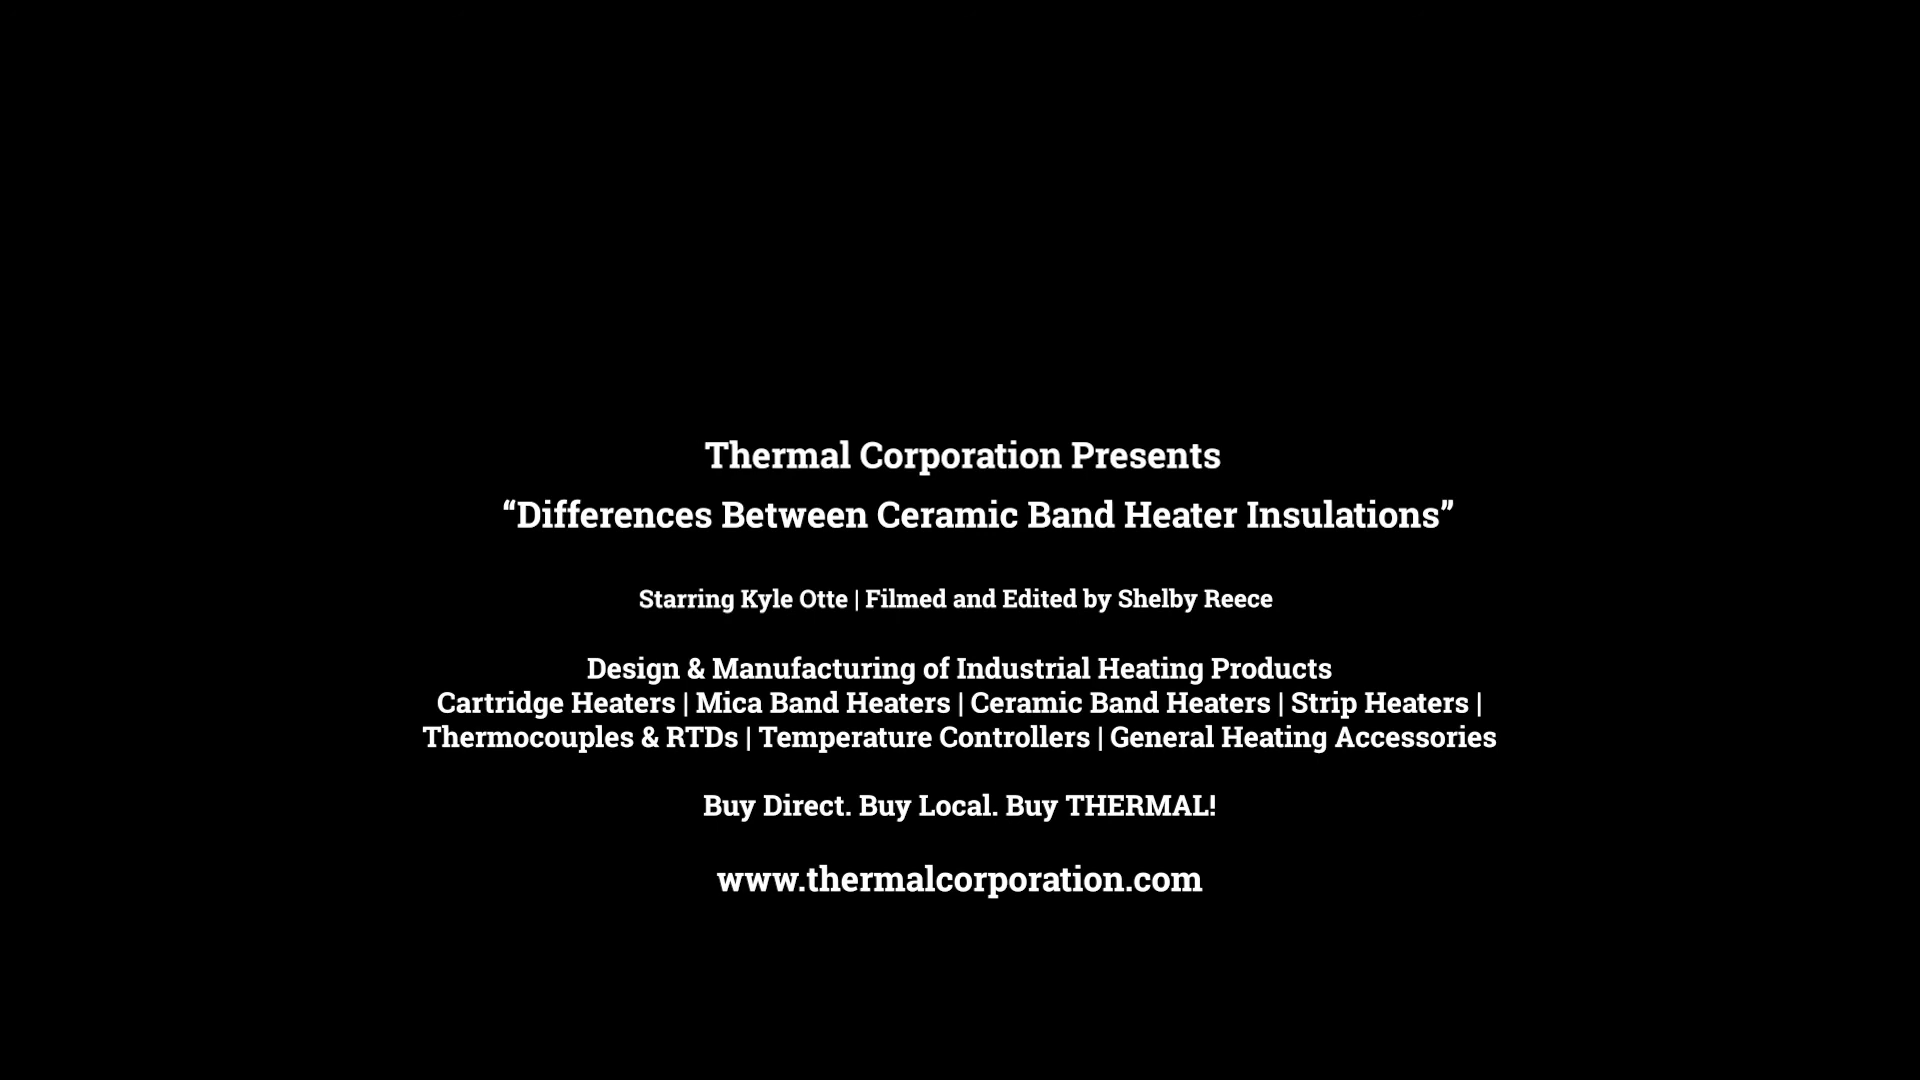 Thermal Corporation Presents
“Differences Between Ceramic Band Heater Insulations”
Starring Kyle Otte | Filmed and Edited by Shelby Reece
Design & Manufacturing of Industrial Heating Products
Cartridge Heaters | Mica Band Heaters | Ceramic Band Heaters | Strip Heaters |
Thermocouples & RTDs | Temperature Controllers | General Heating Accessories
Buy Direct. Buy Local. Buy THERMAL!
www.thermalcorporation.com